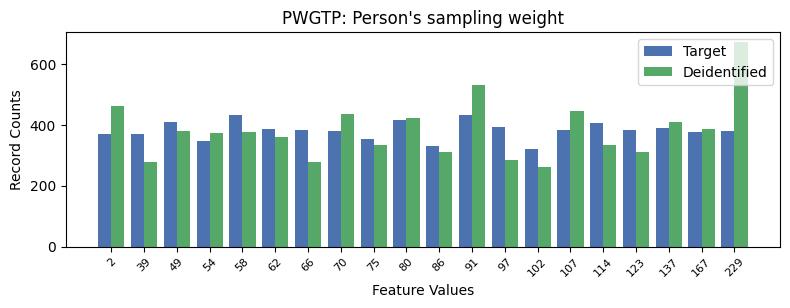 PWGTP: Person's sampling weight
Target
Deidentified
Record Counts
600
400
200
0
2 39 49 54 58 62 66 70 75 80 86 91 97 102 107 114 123 137 167 229
Feature Values